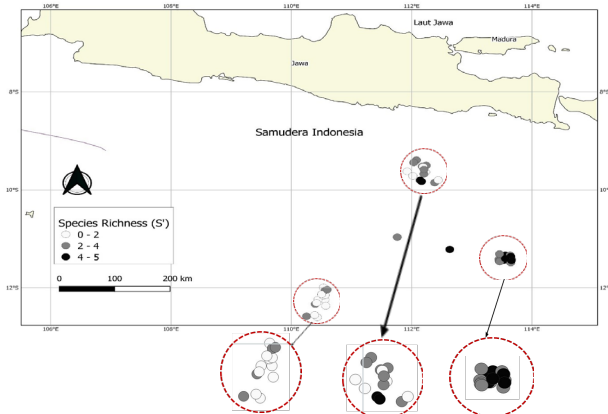 106°E 108°E 110°E 112°E 114°E
Laut Jawa
Madura
Jawa
8°S 8°S
Samudera Indonesia
10°S 10°S
Species Richness (S')
0 - 2
2 - 4
4 - 5
0 100 200 km
12°S 12°S
106°E 108°E 110°E 112°E 114°E